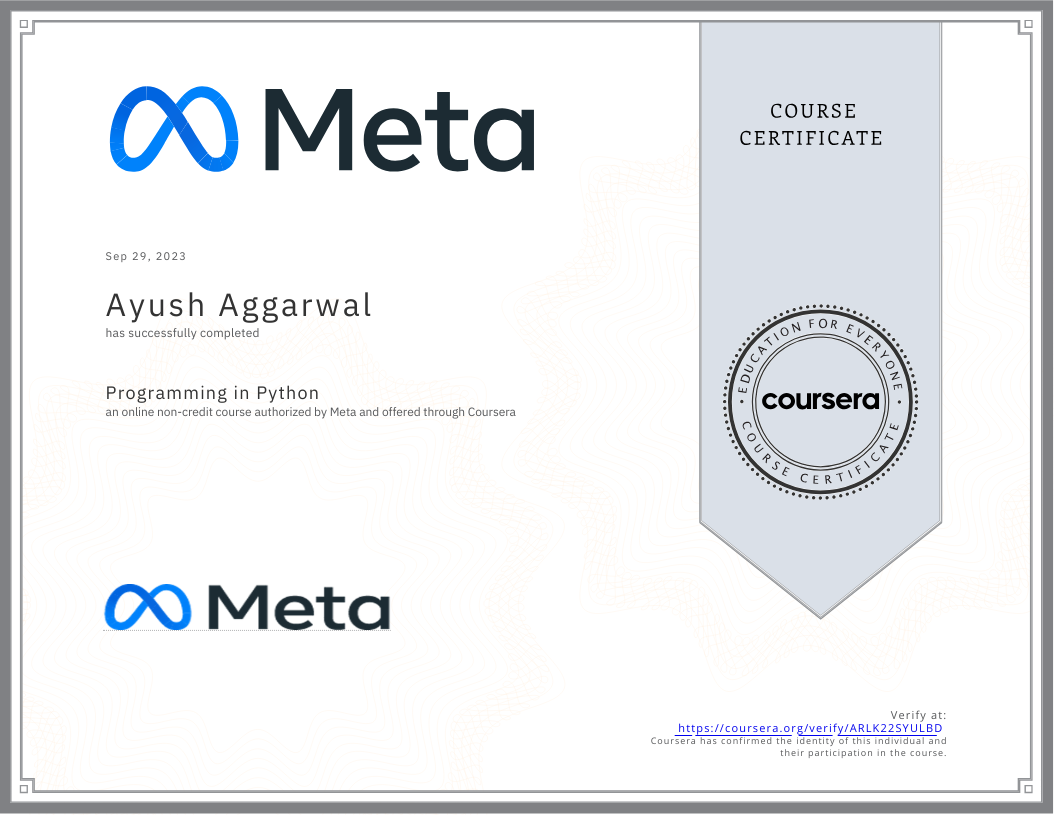 Meta
COURSE
CERTIFICATE
Sep 29, 2023
Ayush Aggarwal
has successfully completed
Programming in Python
an online non-credit course authorized by Meta and offered through Coursera
EDUCATION FOR EVERYONE
coursera
COURSE CERTIFICATE
Meta
Verify at:
https://coursera.org/verify/ARLK22SYULBD
Coursera has confirmed the identity of this individual and
their participation in the course.